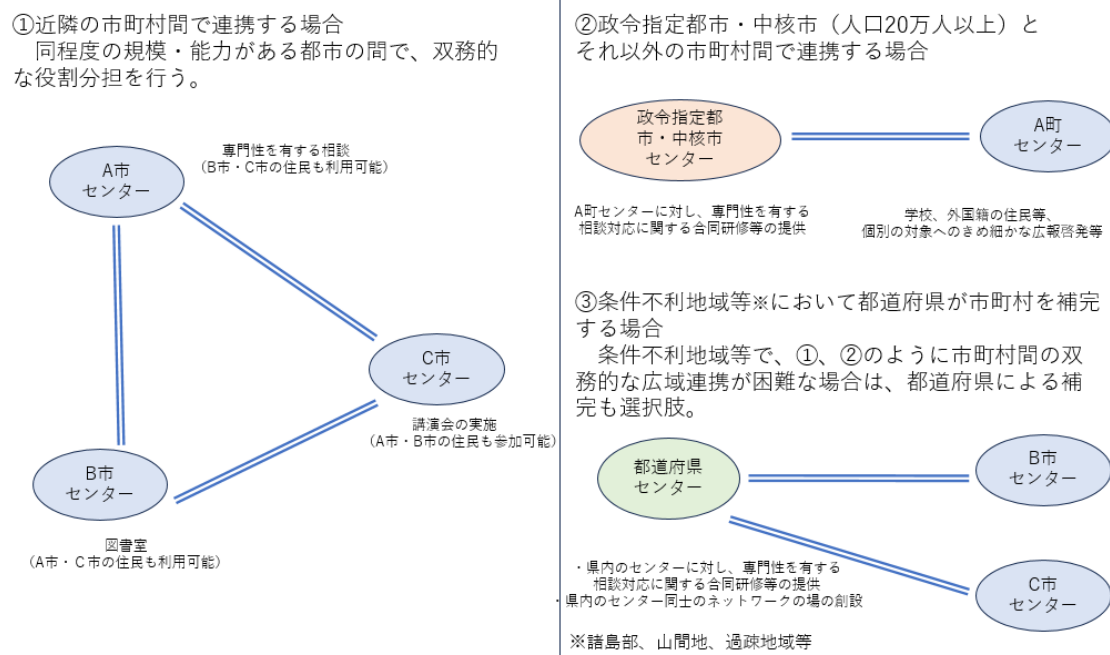 ①近隣の市町村間で連携する場合
　同程度の規模・能力がある都市の間で、双務的
な役割分担を行う。
A市
センター
専門性を有する相談
（B市・C市の住民も利用可能）
C市
センター
講演会の実施
（A市・B市の住民も参加可能）
B市
センター
図書室
（A市・Ｃ市の住民も利用可能）
②政令指定都市・中核市（人口20万人以上）と
それ以外の市町村間で連携する場合
政令指定都
市・中核市
センター
A町
センター
A町センターに対し、専門性を有する
相談対応に関する合同研修等の提供
学校、外国籍の住民等、
個別の対象へのきめ細かな広報啓発等
③条件不利地域等※において都道府県が市町村を補完
する場合
　条件不利地域等で、①、②のように市町村間の双
務的な広域連携が困難な場合は、都道府県による補
完も選択肢。
都道府県
センター
B市
センター
C市
センター
・県内のセンターに対し、専門性を有する
相談対応に関する合同研修等の提供
・県内のセンター同士のネットワークの場の創設
※諸島部、山間地、過疎地域等